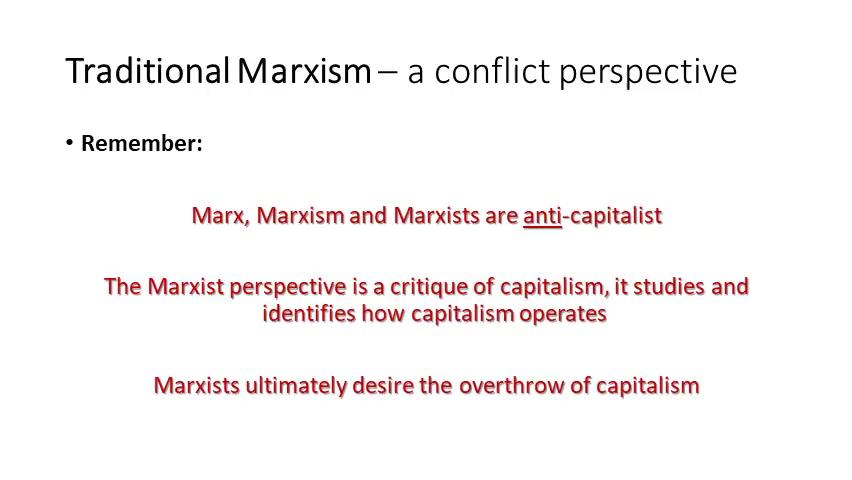 Traditional Marxism – a conflict perspective
• Remember:
Marx, Marxism and Marxists are anti-capitalist
The Marxist perspective is a critique of capitalism, it studies and
identifies how capitalism operates
Marxists ultimately desire the overthrow of capitalism